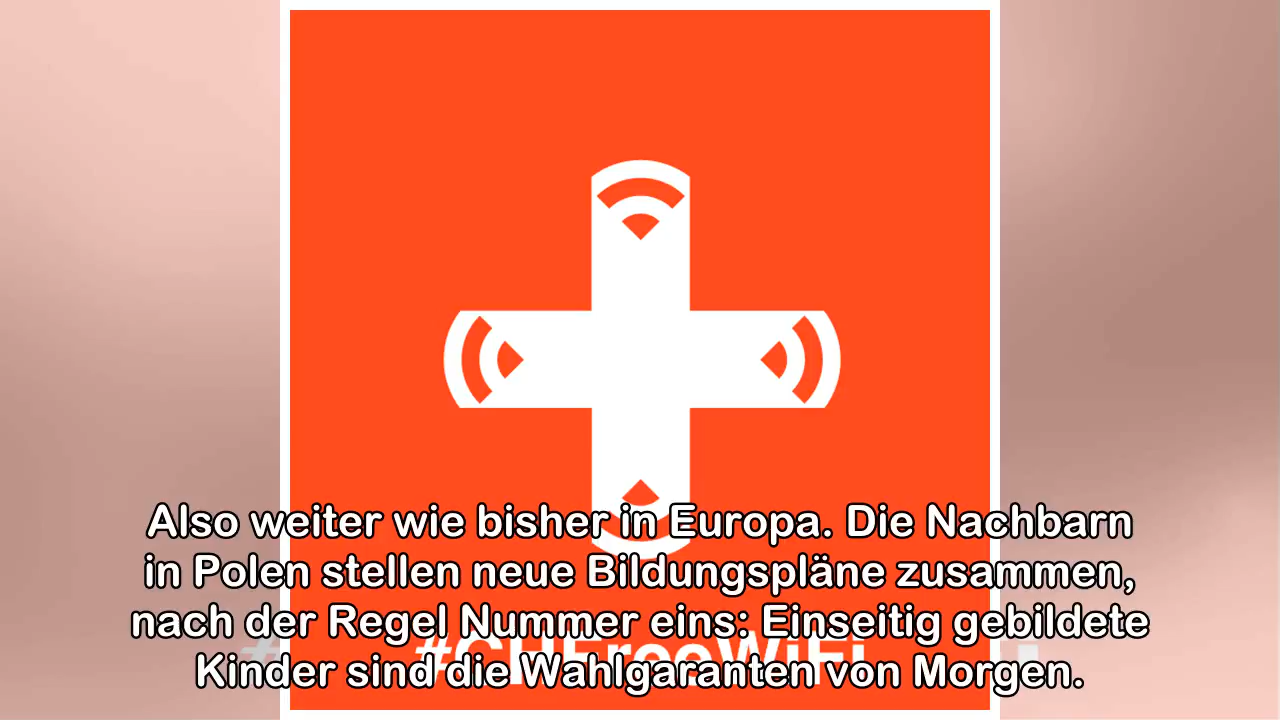 Also weiter wie bisher in Europa. Die Nachbarn
in Polen stellen neue Bildungspläne zusammen,
nach der Regel Nummer eins: Einseitig gebildete
Kinder sind die Wahlgaranten von Morgen.
#CHFreeWiFi